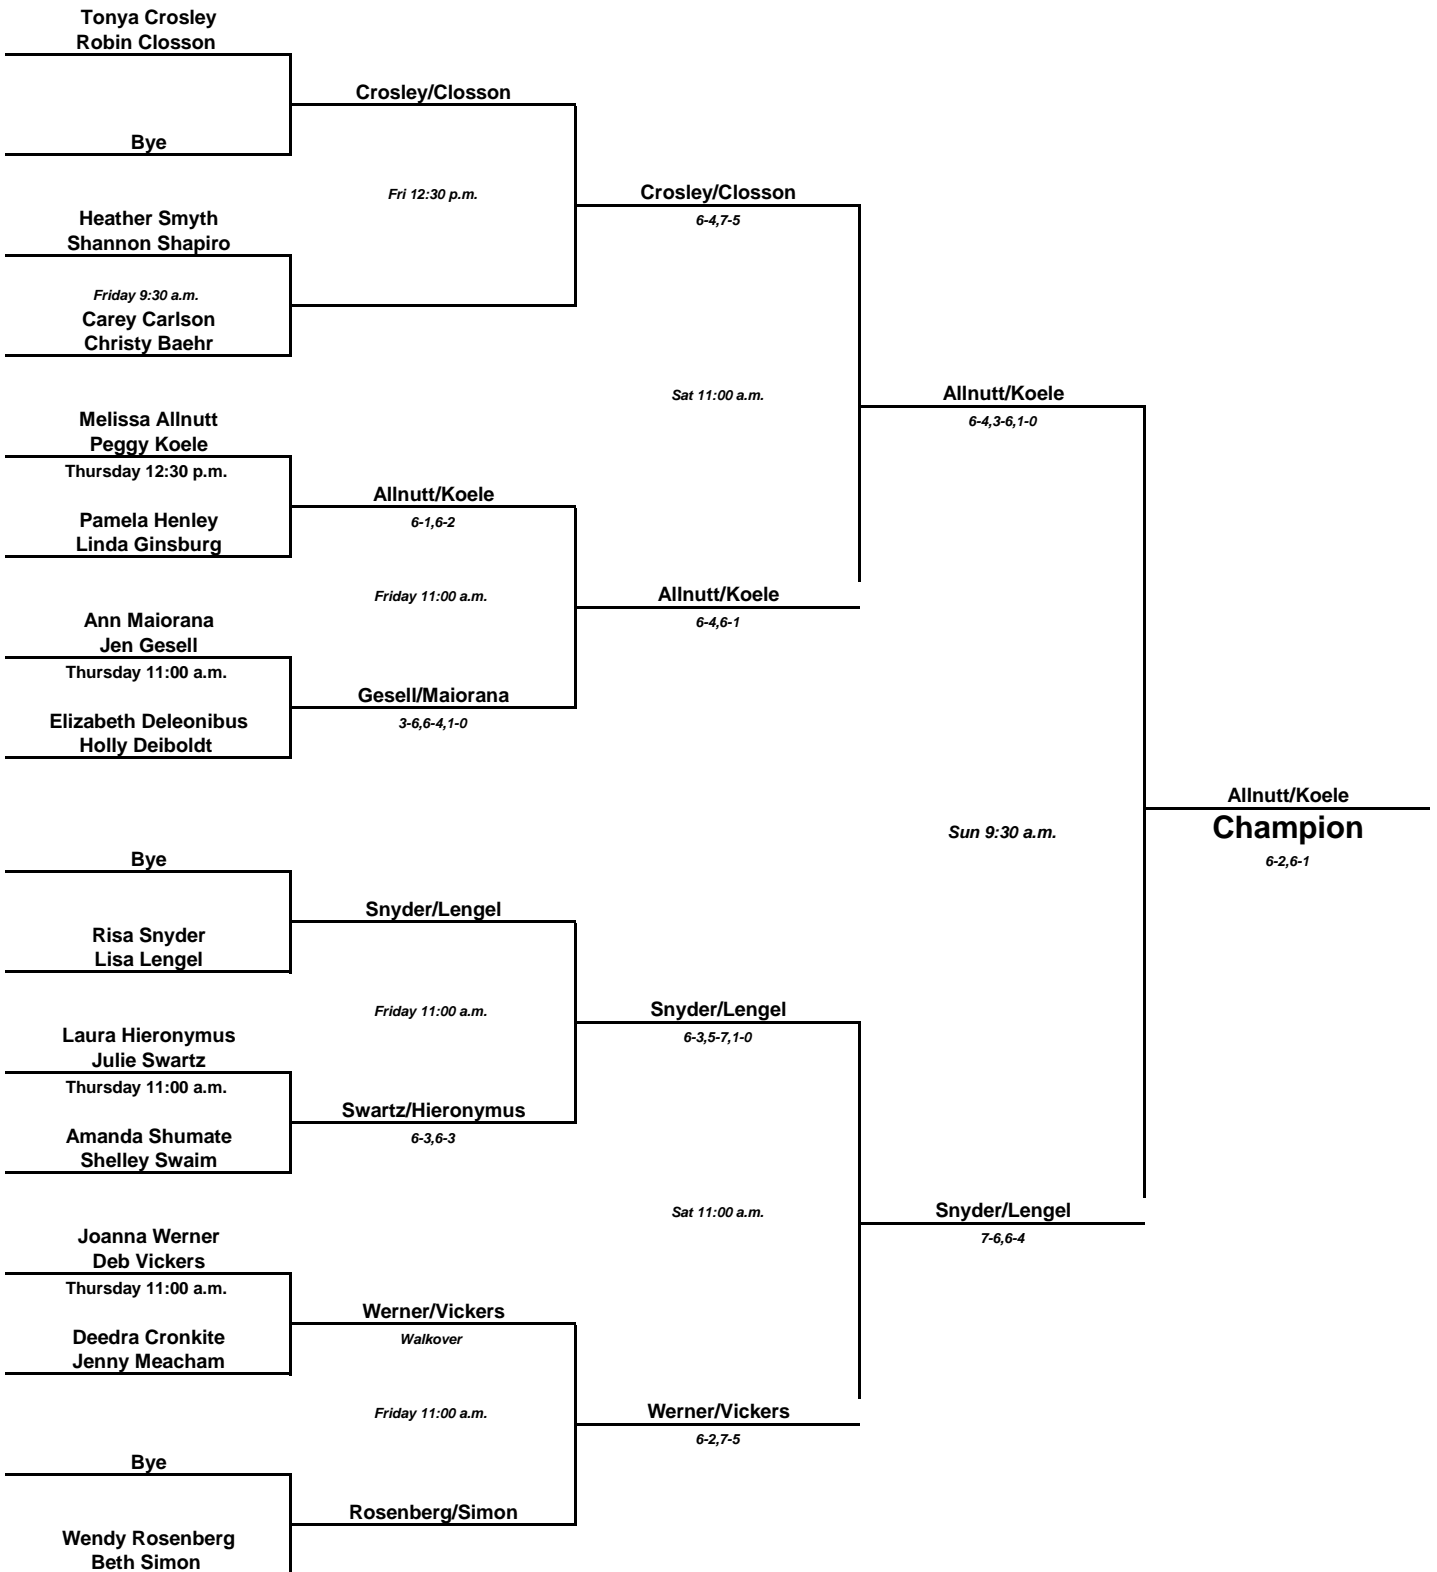 Tonya Crosley
Robin Closson
Crosley/Closson
Bye
Fri 12:30 p.m.
Crosley/Closson
6-4,7-5
Heather Smyth
Shannon Shapiro
Friday 9:30 a.m.
Carey Carlson
Christy Baehr
Sat 11:00 a.m.
Allnutt/Koele
6-4,3-6,1-0
Melissa Allnutt
Peggy Koele
Thursday 12:30 p.m.
Allnutt/Koele
6-1,6-2
Pamela Henley
Linda Ginsburg
Friday 11:00 a.m.
Allnutt/Koele
6-4,6-1
Ann Maiorana
Jen Gesell
Thursday 11:00 a.m.
Gesell/Maiorana
3-6,6-4,1-0
Elizabeth Deleonibus
Holly Deiboldt
Allnutt/Koele
Sun 9:30 a.m.
Champion
6-2,6-1
Bye
Snyder/Lengel
Risa Snyder
Lisa Lengel
Friday 11:00 a.m.
Snyder/Lengel
6-3,5-7,1-0
Laura Hieronymus
Julie Swartz
Thursday 11:00 a.m.
Swartz/Hieronymus
6-3,6-3
Amanda Shumate
Shelley Swaim
Sat 11:00 a.m.
Snyder/Lengel
7-6,6-4
Joanna Werner
Deb Vickers
Thursday 11:00 a.m.
Werner/Vickers
Walkover
Deedra Cronkite
Jenny Meacham
Friday 11:00 a.m.
Werner/Vickers
6-2,7-5
Bye
Rosenberg/Simon
Wendy Rosenberg
Beth Simon